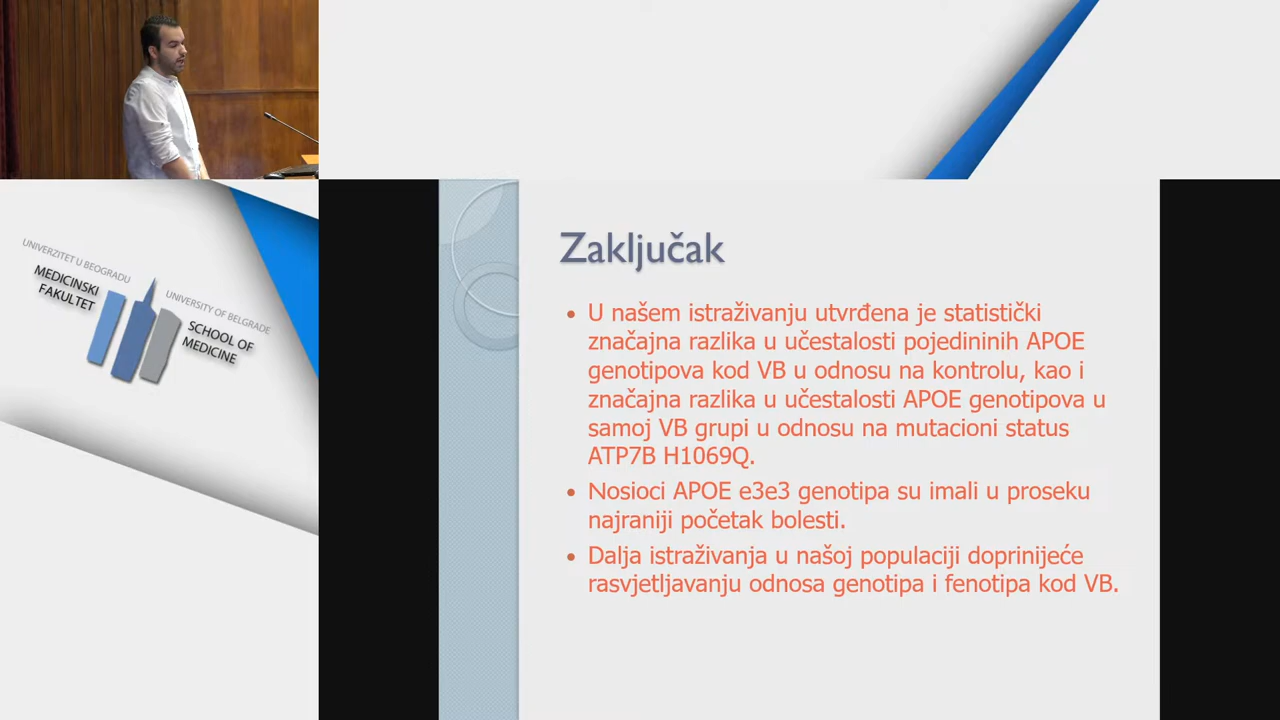 UNIVERZITET U BEOGRADU
MEDICINSKI
FAKULTET
UNIVERSITY OF BELGRADE
SCHOOL OF
MEDICINE
Zaključak
• U našem istraživanju utvrđena je statistički
značajna razlika u učestalosti pojedininih APOE
genotipova kod VB u odnosu na kontrolu, kao i
značajna razlika u učestalosti APOE genotipova u
samoj VB grupi u odnosu na mutacioni status
ATP7B H1069Q.
• Nosioci APOE e3e3 genotipa su imali u proseku
najraniji početak bolesti.
• Dalja istraživanja u našoj populaciji doprinijeće
rasvjetljavanju odnosa genotipa i fenotipa kod VB.